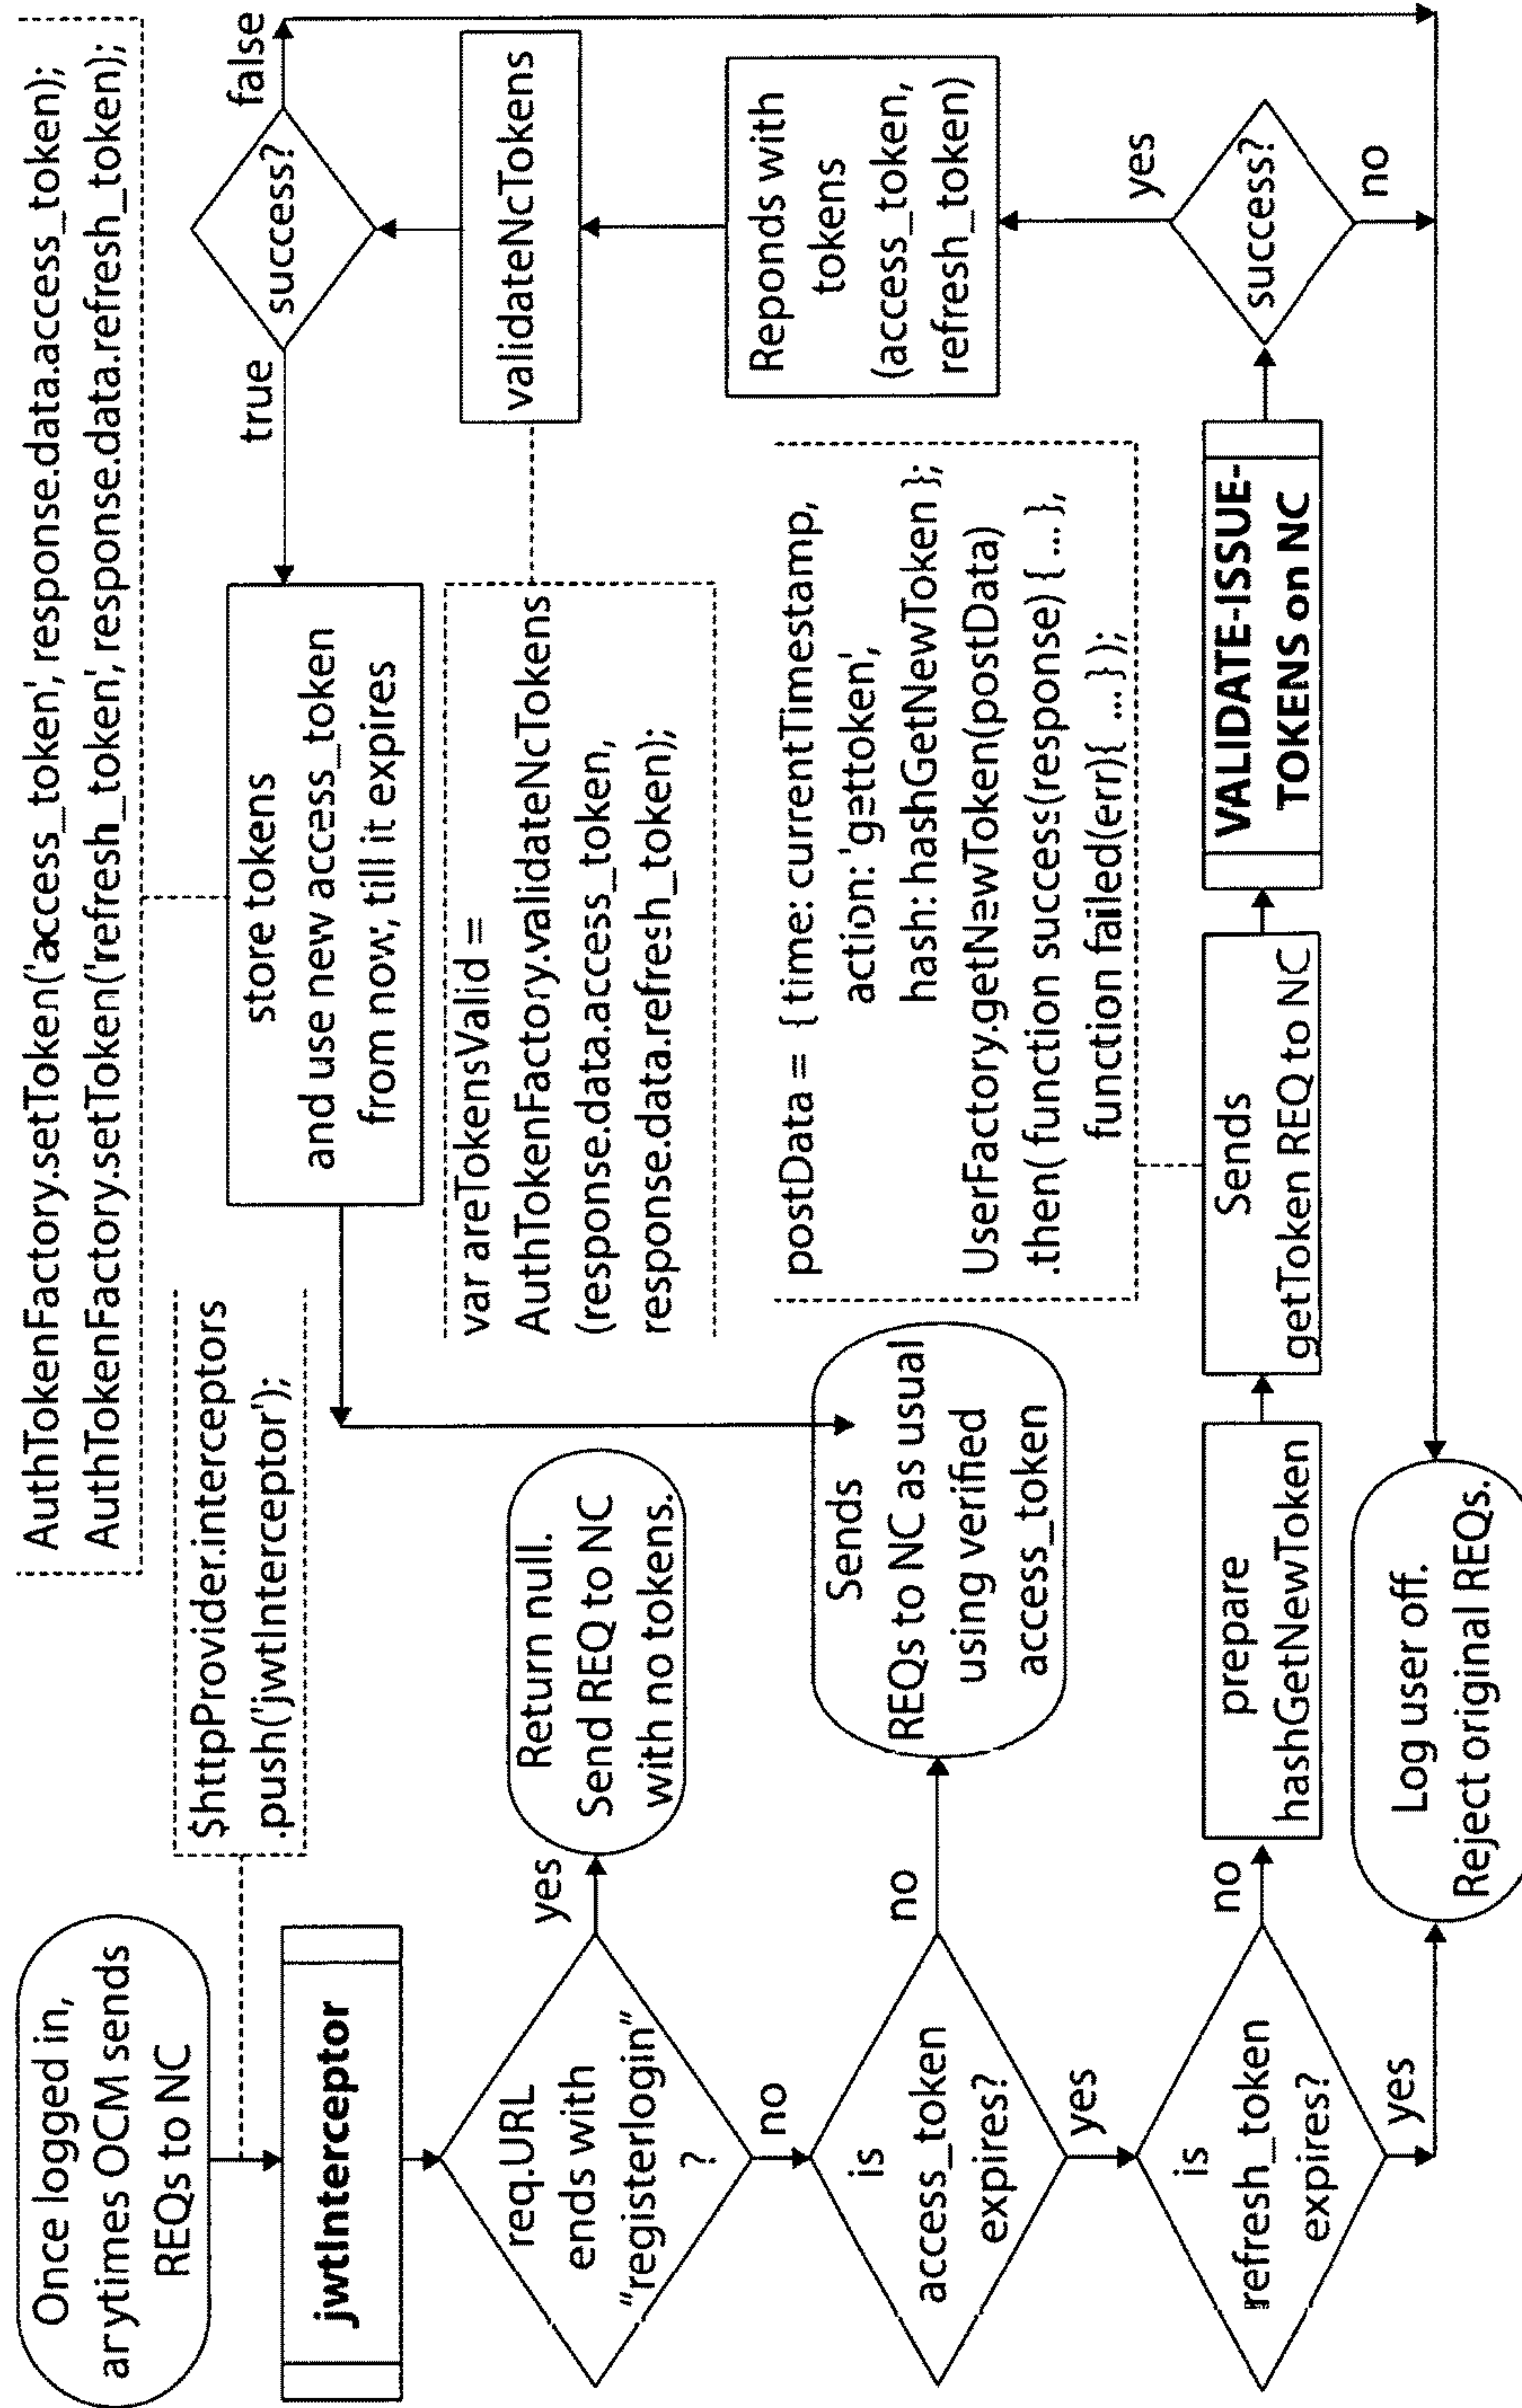 Once logged in,
arytimes OCM sends
REQs to NC
$httpProvider.interceptors
.push('jwtInterceptor');
AuthTokenFactory.setToken('access_token', response.data.access_token);
AuthTokenFactory.setToken('refresh_token', response.data.refresh_token);
jwtInterceptor
req.URL
ends with
"registerlogin"
?
yes
no
Return null.
Send REQ to NC
with no tokens.
is
access_token
expires?
no
yes
Sends
REQs to NC as usual
using verified
access_token
is
refresh_token
expires?
no
yes
prepare
hashGetNewToken
Sends
getToken REQ to NC
postData = { time: currentTimestamp,
action: 'gettoken',
hash: hashGetNewToken };
UserFactory.getNewToken(postData)
.then( function success(response) { ... },
function failed(err){ ... } );
VALIDATE-ISSUE-
TOKENS on NC
success?
yes
no
Reponds with
tokens
(access_token,
refresh_token)
validateNcTokens
var areTokensValid =
AuthTokenFactory.validateNcTokens
(response.data.access_token,
response.data.refresh_token);
success?
true
false
store tokens
and use new access_token
from now, till it expires
Log user off.
Reject original REQs.